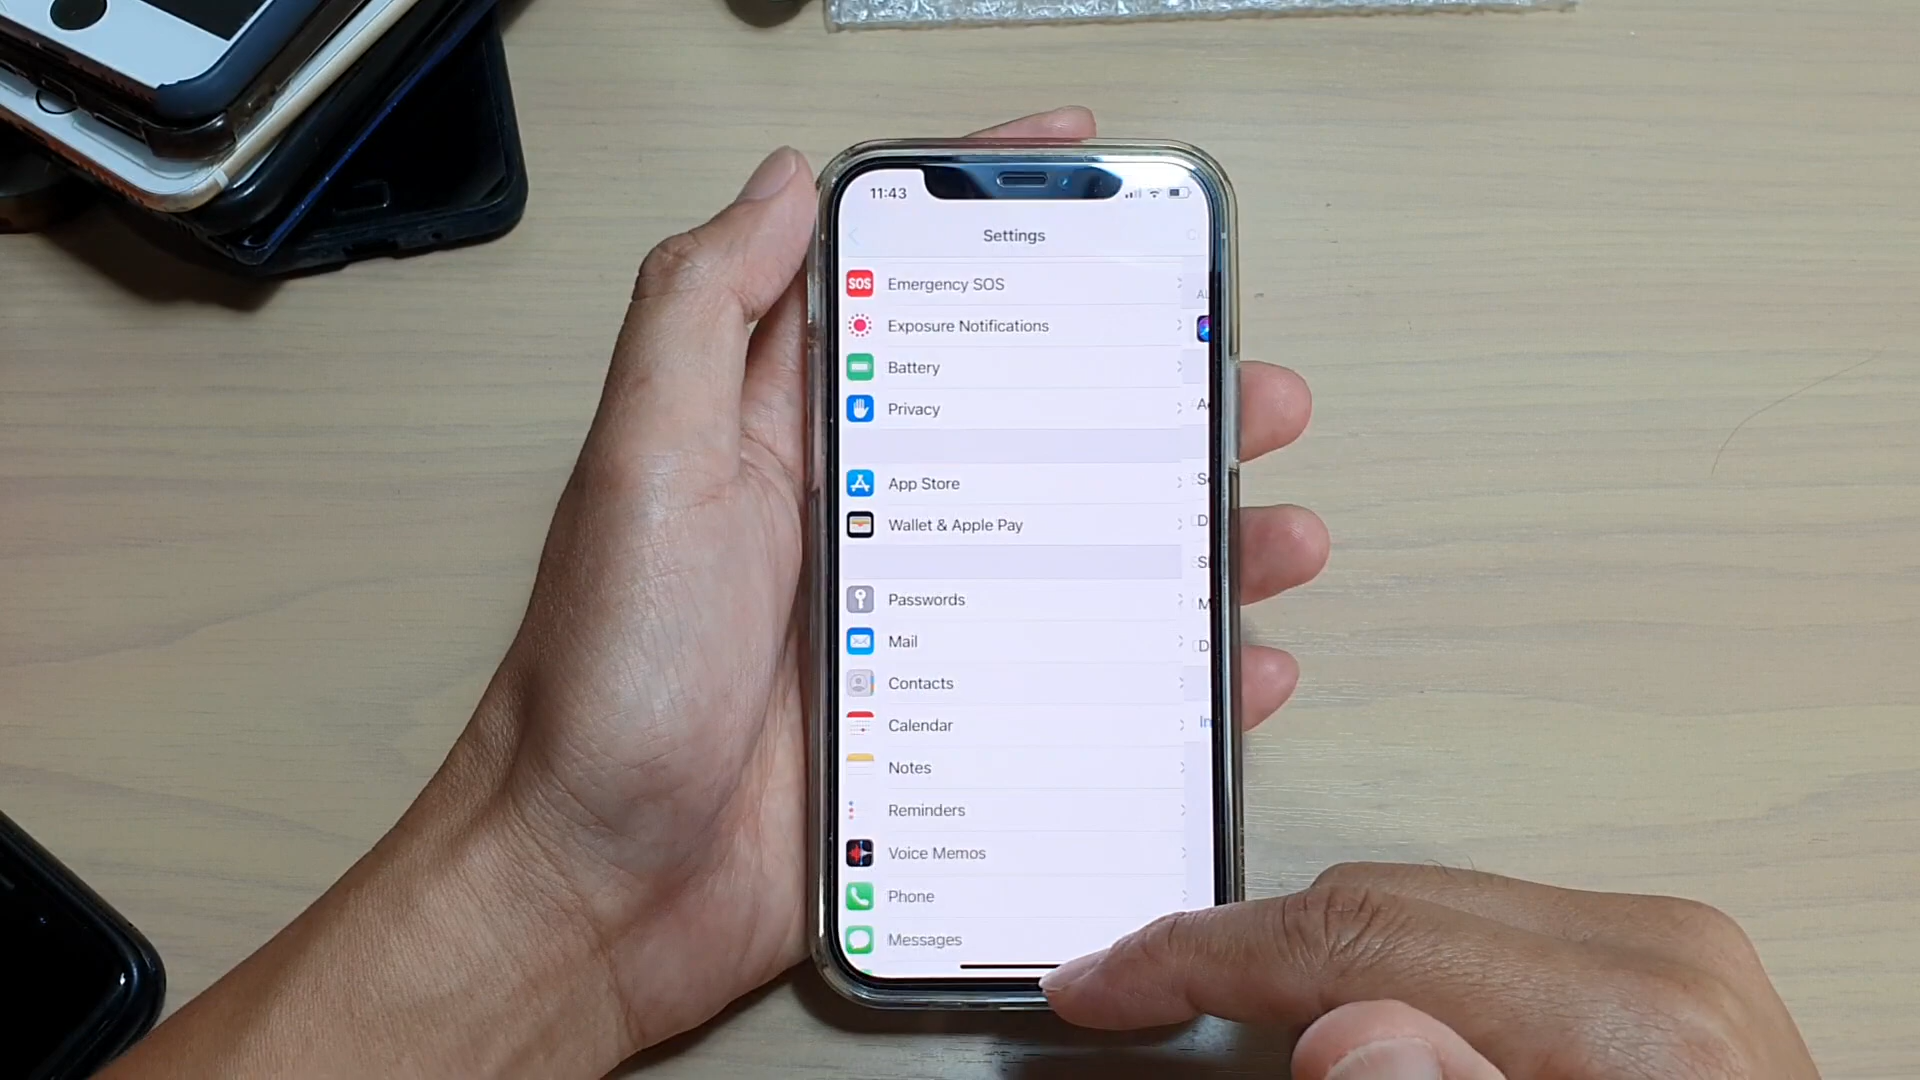 11:43
Settings
SOS
Emergency SOS
Exposure Notifications
Battery
Privacy
App Store
Wallet & Apple Pay
Passwords
Mail
Contacts
Calendar
Notes
Reminders
Voice Memos
Phone
Messages